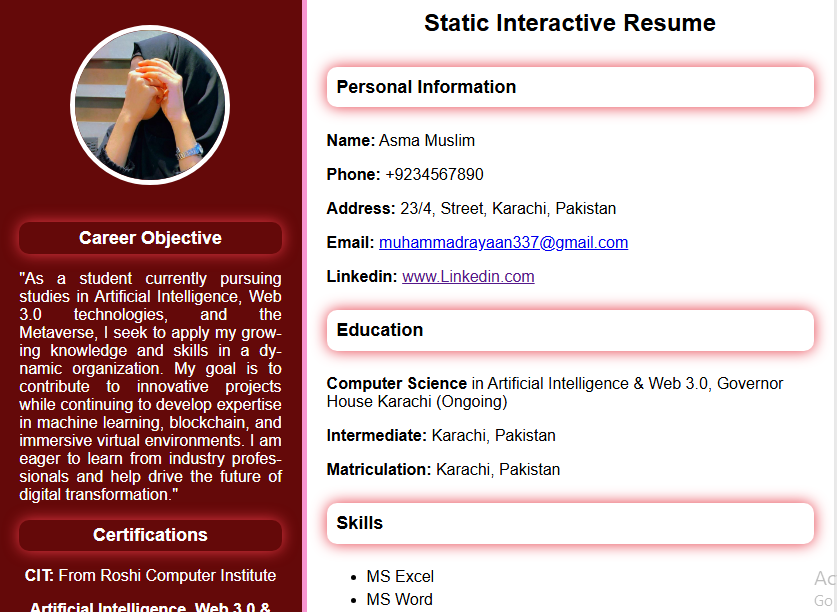 Static Interactive Resume
Career Objective
"As a student currently pursuing
studies in Artificial Intelligence, Web
3.0 technologies, and the
Metaverse, I seek to apply my grow-
ing knowledge and skills in a dy-
namic organization. My goal is to
contribute to innovative projects
while continuing to develop expertise
in machine learning, blockchain, and
immersive virtual environments. I am
eager to learn from industry profes-
sionals and help drive the future of
digital transformation."
Certifications
CIT: From Roshi Computer Institute
Artificial Intelligence, Web 3.0 &
Personal Information
Name: Asma Muslim
Phone: +9234567890
Address: 23/4, Street, Karachi, Pakistan
Email: muhammadrayaan337@gmail.com
Linkedin: www.Linkedin.com
Education
Computer Science in Artificial Intelligence & Web 3.0, Governor
House Karachi (Ongoing)
Intermediate: Karachi, Pakistan
Matriculation: Karachi, Pakistan
Skills
• MS Excel
• MS Word